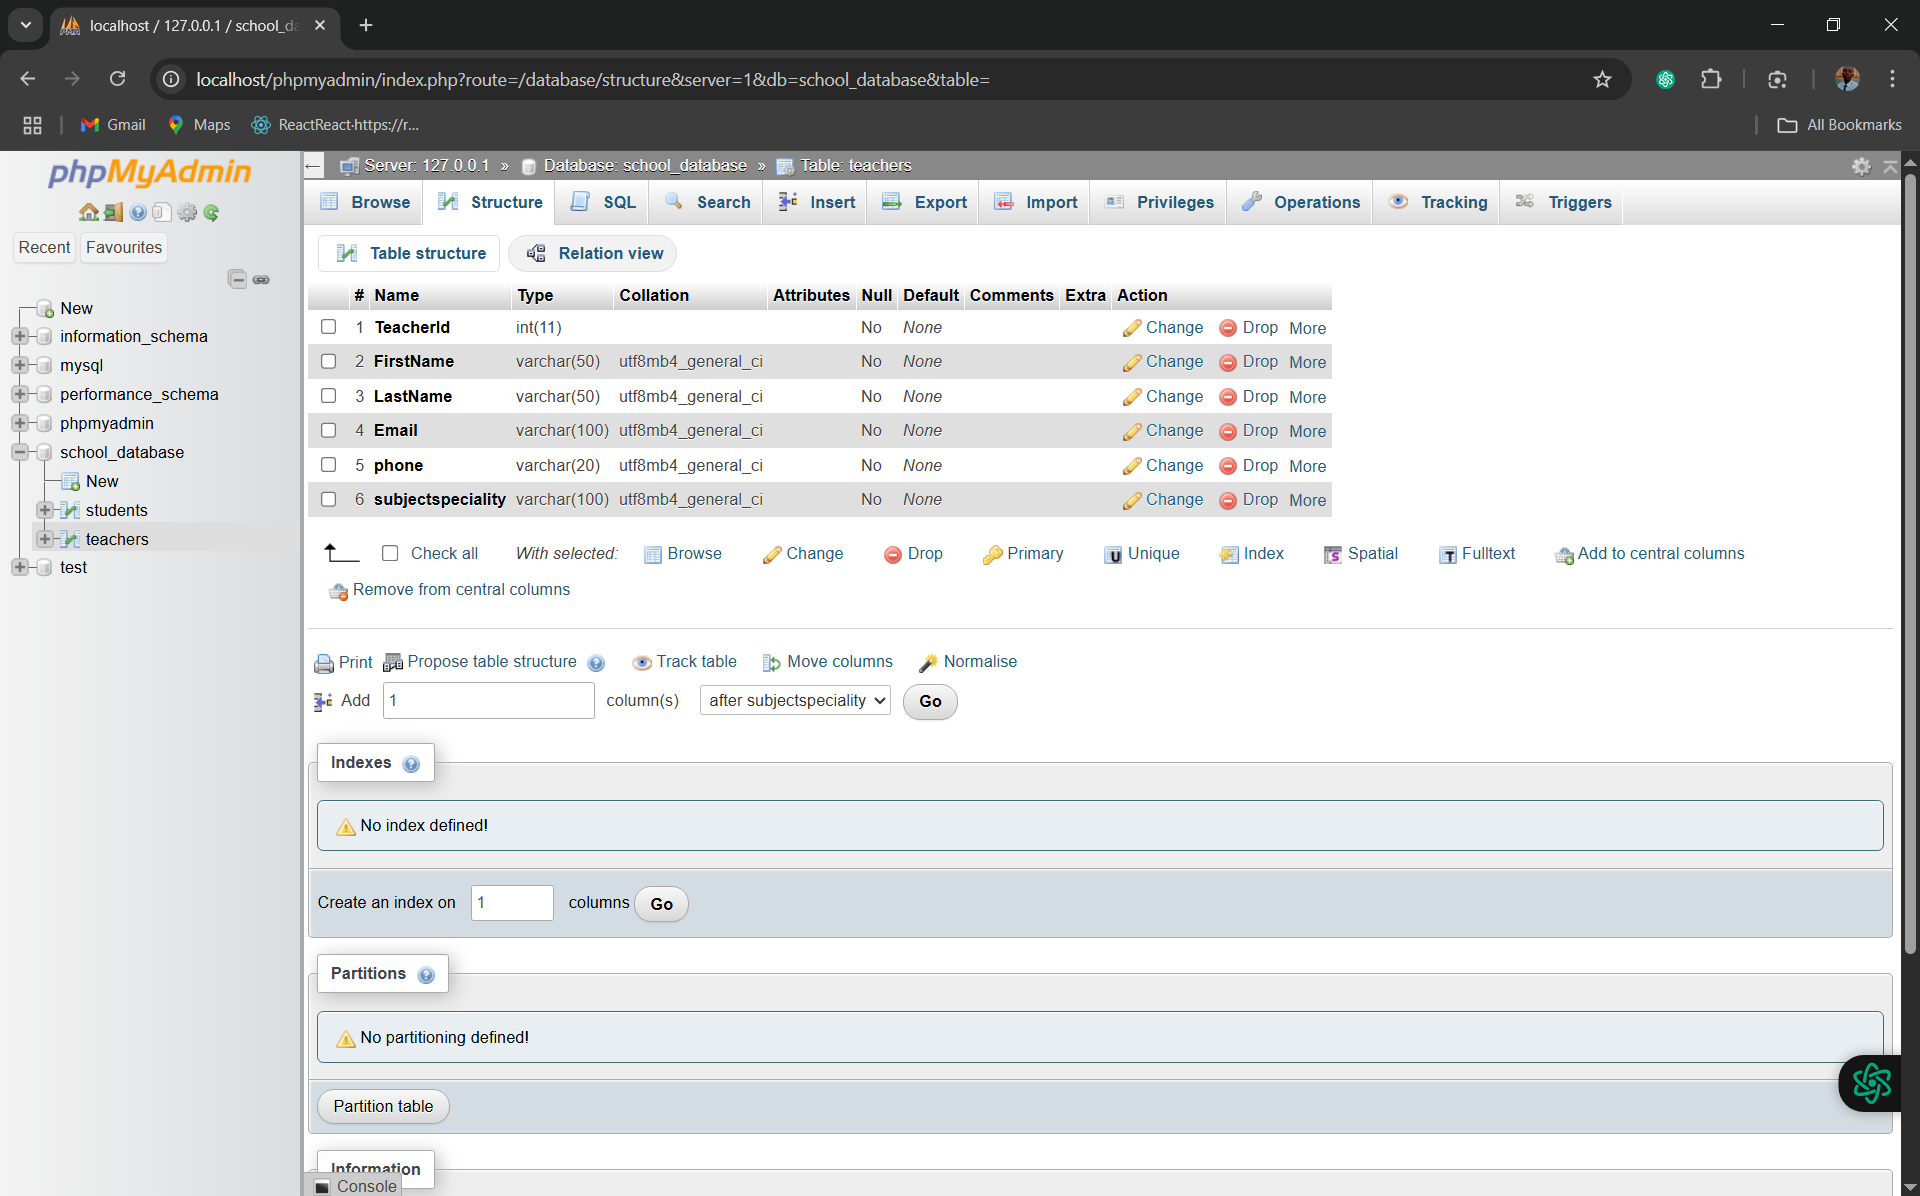 localhost / 127.0.0.1 / school_da
localhost/phpmyadmin/index.php?route=/database/structure&server=1&db=school_database&table=
Gmail Maps ReactReact·https://r... All Bookmarks
phpMyAdmin
Recent Favourites
New
information_schema
mysql
performance_schema
phpmyadmin
school_database
New
students
teachers
test
Server: 127.0.0.1 » Database: school_database » Table: teachers
Browse Structure SQL Search Insert Export Import Privileges Operations Tracking Triggers
Table structure Relation view
# Name Type Collation Attributes Null Default Comments Extra Action
1 TeacherId int(11) No None Change Drop More
2 FirstName varchar(50) utf8mb4_general_ci No None Change Drop More
3 LastName varchar(50) utf8mb4_general_ci No None Change Drop More
4 Email varchar(100) utf8mb4_general_ci No None Change Drop More
5 phone varchar(20) utf8mb4_general_ci No None Change Drop More
6 subjectspeciality varchar(100) utf8mb4_general_ci No None Change Drop More
Check all With selected: Browse Change Drop Primary Unique Index Spatial Fulltext Add to central columns
Remove from central columns
Print Propose table structure Track table Move columns Normalise
Add 1 column(s) after subjectspeciality Go
Indexes
No index defined!
Create an index on 1 columns Go
Partitions
No partitioning defined!
Partition table
Information
Console